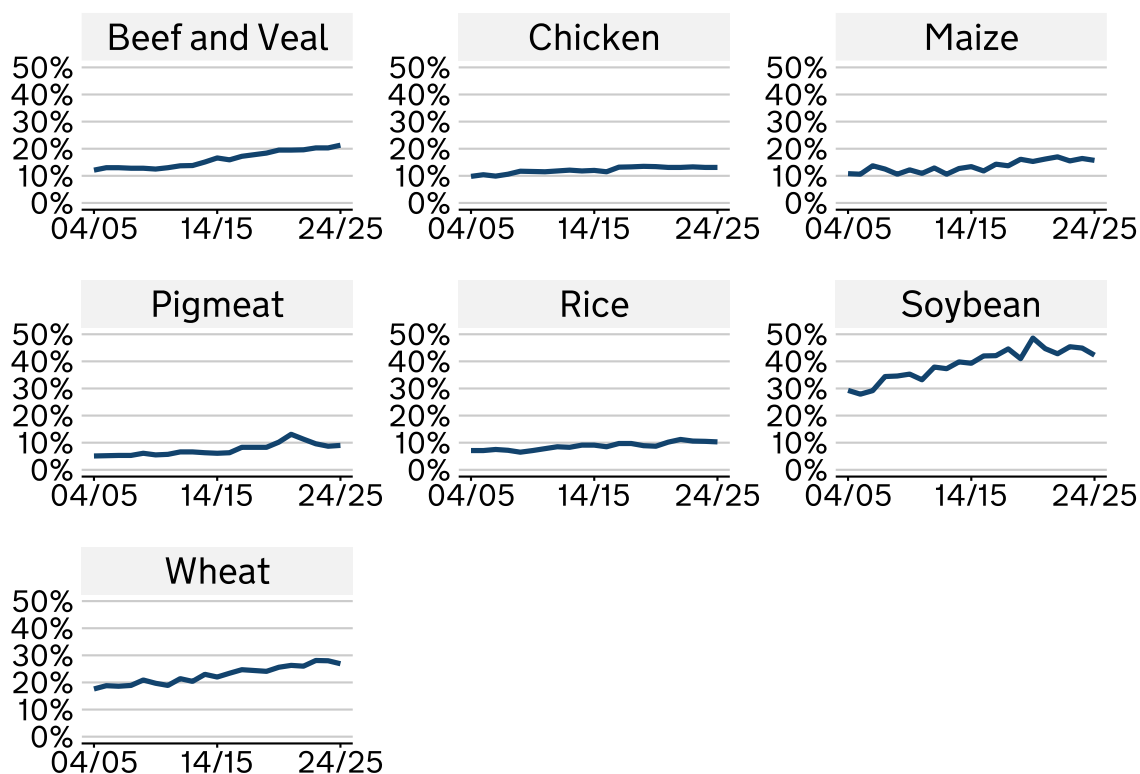 Beef and Veal Chicken Maize
50% 50% 50%
40% 40% 40%
30% 30% 30%
20% 20% 20%
10% 10% 10%
0% 0% 0%
04/05 14/15 24/25 04/05 14/15 24/25 04/05 14/15 24/25
Pigmeat Rice Soybean
50% 50% 50%
40% 40% 40%
30% 30% 30%
20% 20% 20%
10% 10% 10%
0% 0% 0%
04/05 14/15 24/25 04/05 14/15 24/25 04/05 14/15 24/25
Wheat
50%
40%
30%
20%
10%
0%
04/05 14/15 24/25